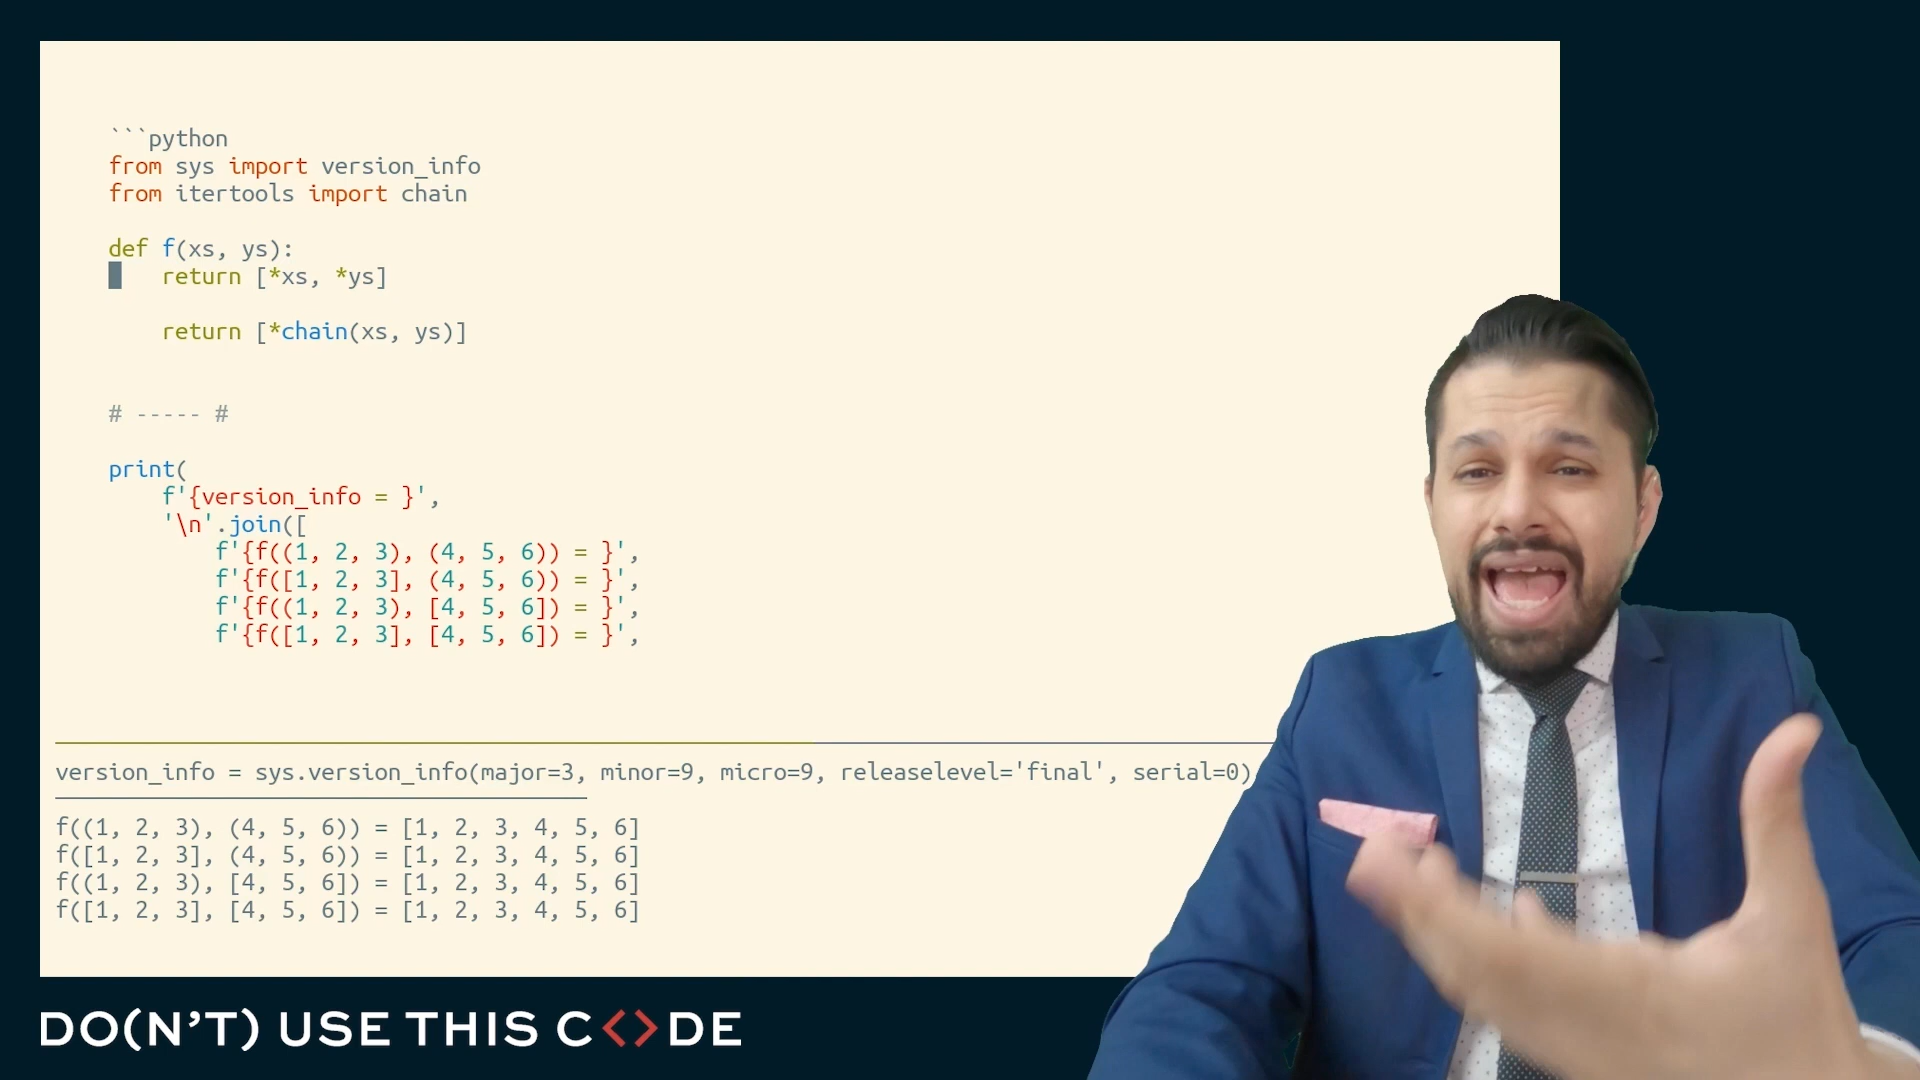 ```python
from sys import version_info
from itertools import chain
def f(xs, ys):
    return [*xs, *ys]
    return [*chain(xs, ys)]
# ----- #
print(
    f'{version_info = }',
    '\n'.join([
        f'{f((1, 2, 3), (4, 5, 6)) = }',
        f'{f([1, 2, 3], (4, 5, 6)) = }',
        f'{f((1, 2, 3), [4, 5, 6]) = }',
        f'{f([1, 2, 3], [4, 5, 6]) = }',
version_info = sys.version_info(major=3, minor=9, micro=9, releaselevel='final', serial=0)
f((1, 2, 3), (4, 5, 6)) = [1, 2, 3, 4, 5, 6]
f([1, 2, 3], (4, 5, 6)) = [1, 2, 3, 4, 5, 6]
f((1, 2, 3), [4, 5, 6]) = [1, 2, 3, 4, 5, 6]
f([1, 2, 3], [4, 5, 6]) = [1, 2, 3, 4, 5, 6]
DO(N'T) USE THIS C<>DE